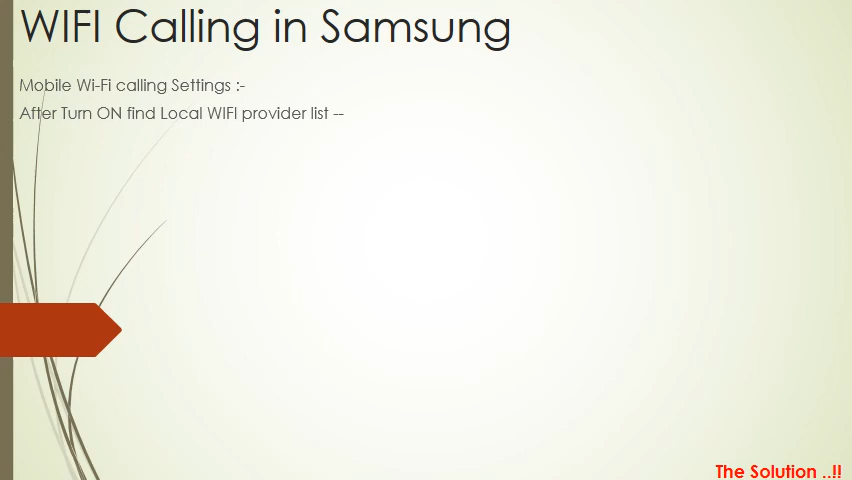 WIFI Calling in Samsung
Mobile Wi-Fi calling Settings :-
After Turn ON find Local WIFI provider list --
The Solution ..!!